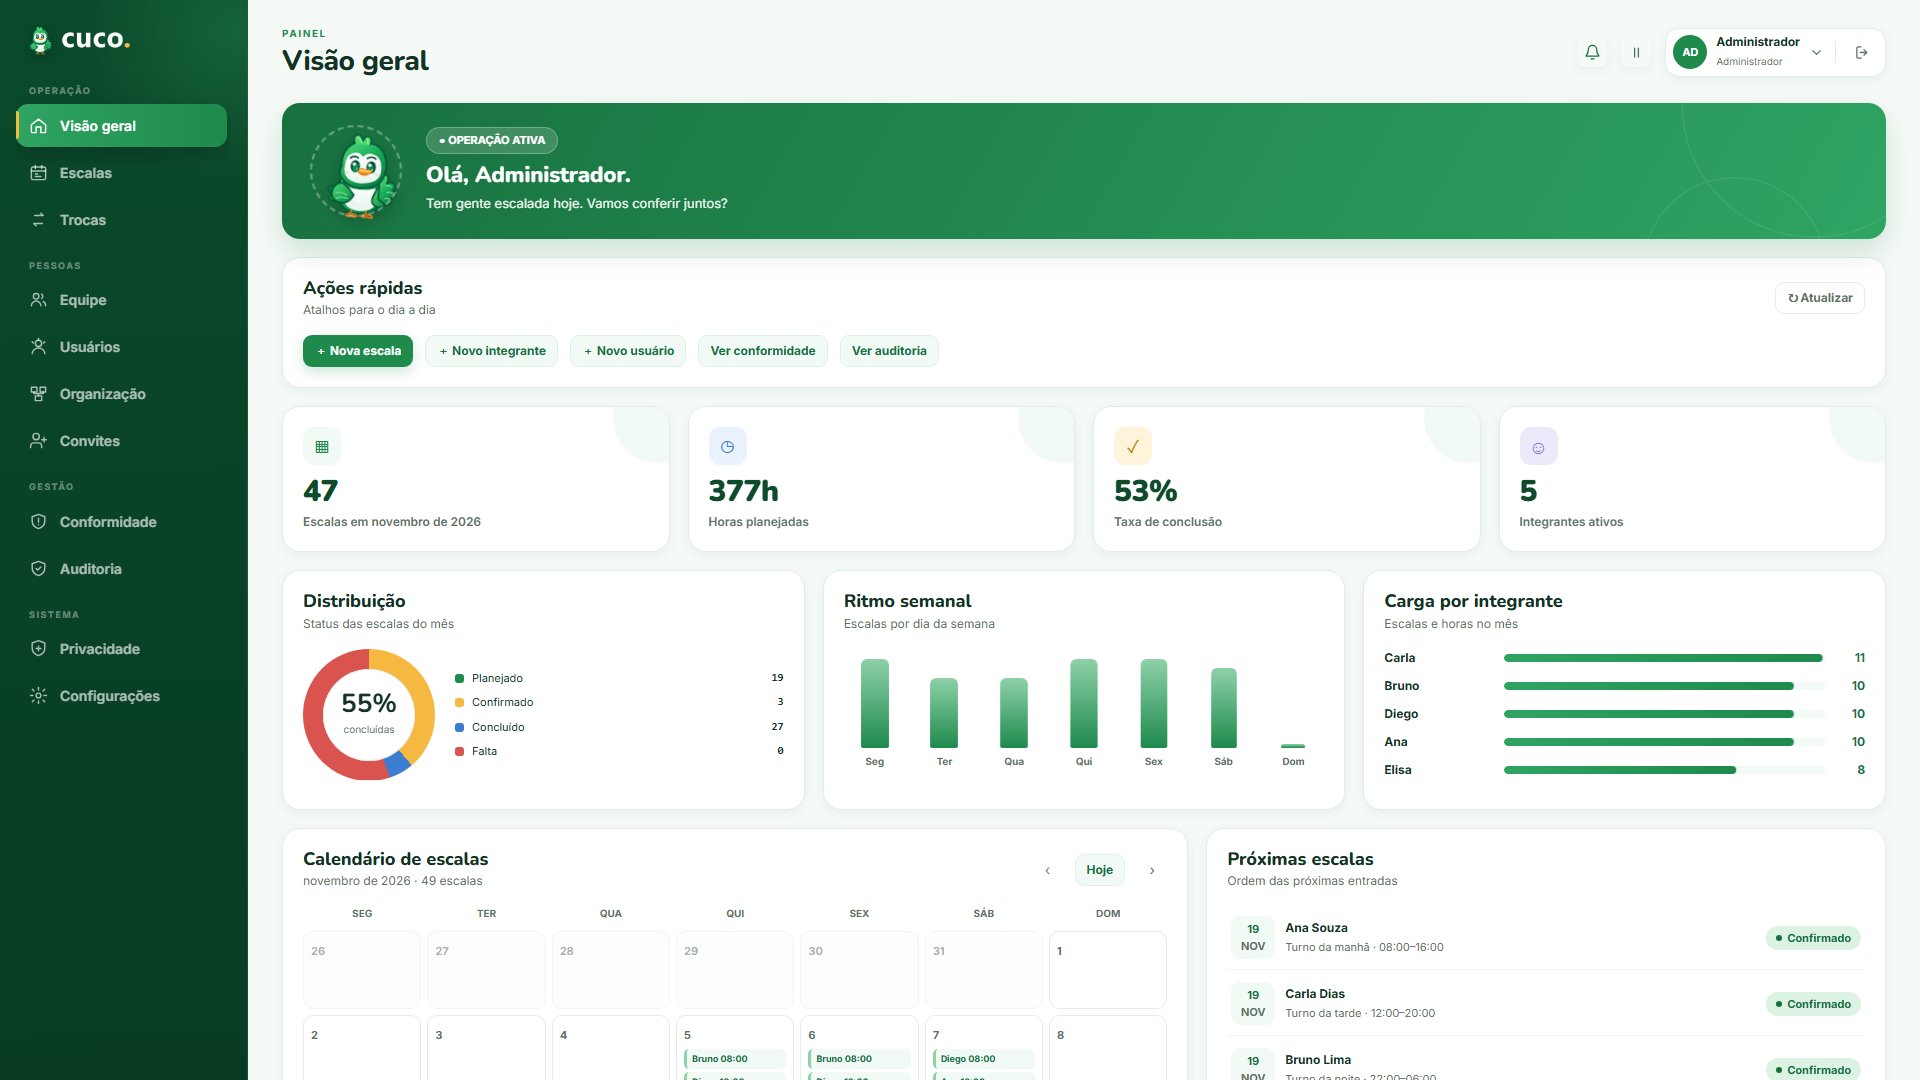 cuco.
OPERAÇÃO
Visão geral
Escalas
Trocas
PESSOAS
Equipe
Usuários
Organização
Convites
GESTÃO
Conformidade
Auditoria
SISTEMA
Privacidade
Configurações
PAINEL
Visão geral
AD
Administrador
Administrador
• OPERAÇÃO ATIVA
Olá, Administrador.
Tem gente escalada hoje. Vamos conferir juntos?
Ações rápidas
Atalhos para o dia a dia
↻ Atualizar
+ Nova escala
+ Novo integrante
+ Novo usuário
Ver conformidade
Ver auditoria
47
Escalas em novembro de 2026
377h
Horas planejadas
53%
Taxa de conclusão
5
Integrantes ativos
Distribuição
Status das escalas do mês
55%
concluídas
Planejado 19
Confirmado 3
Concluído 27
Falta 0
Ritmo semanal
Escalas por dia da semana
Seg Ter Qua Qui Sex Sáb Dom
Carga por integrante
Escalas e horas no mês
Carla 11
Bruno 10
Diego 10
Ana 10
Elisa 8
Calendário de escalas
novembro de 2026 · 49 escalas
‹ Hoje ›
SEG TER QUA QUI SEX SÁB DOM
26 27 28 29 30 31 1
2 3 4 5 6 7 8
Bruno 08:00 Bruno 08:00 Diego 08:00
Próximas escalas
Ordem das próximas entradas
19 NOV
Ana Souza
Turno da manhã · 08:00–16:00
Confirmado
19 NOV
Carla Dias
Turno da tarde · 12:00–20:00
Confirmado
19 NOV
Bruno Lima
Turno da noite · 22:00–06:00
Confirmado